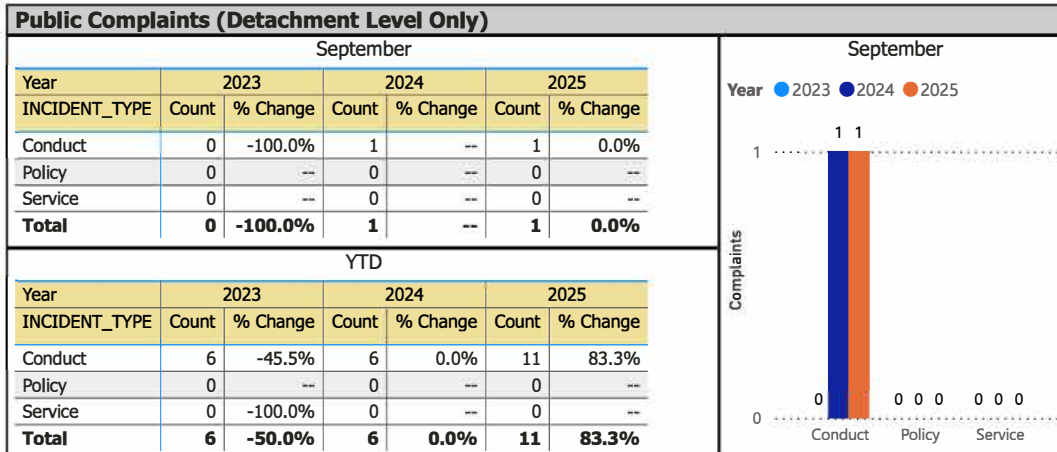 Public Complaints (Detachment Level Only)
September
Year 2023 2024 2025
INCIDENT_TYPE Count % Change Count % Change Count % Change
Conduct 0 -100.0% 1 -- 1 0.0%
Policy 0 -- 0 -- 0 --
Service 0 -- 0 -- 0 --
Total 0 -100.0% 1 -- 1 0.0%
YTD
Year 2023 2024 2025
INCIDENT_TYPE Count % Change Count % Change Count % Change
Conduct 6 -45.5% 6 0.0% 11 83.3%
Policy 0 -- 0 -- 0 --
Service 0 -100.0% 0 -- 0 --
Total 6 -50.0% 6 0.0% 11 83.3%
September
Year 2023 2024 2025
1 1
1
Complaints
0 0 0 0 0 0 0
0
Conduct Policy Service